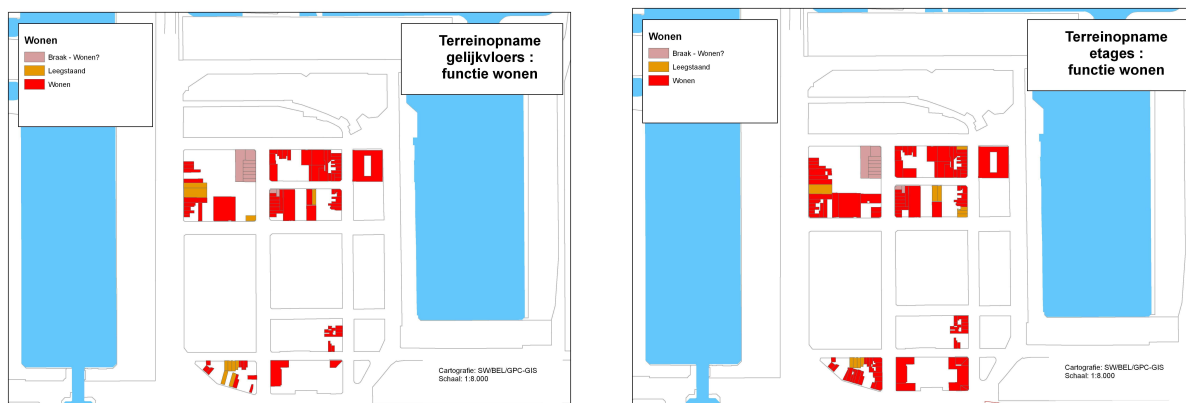 Wonen
Braak - Wonen?
Leegstaand
Wonen
Terreinopname
gelijkvloers :
functie wonen
Cartografie: SW/BEL/GPC-GIS
Schaal: 1:8.000
Wonen
Braak - Wonen?
Leegstaand
Wonen
Terreinopname
etages :
functie wonen
Cartografie: SW/BEL/GPC-GIS
Schaal: 1:8.000